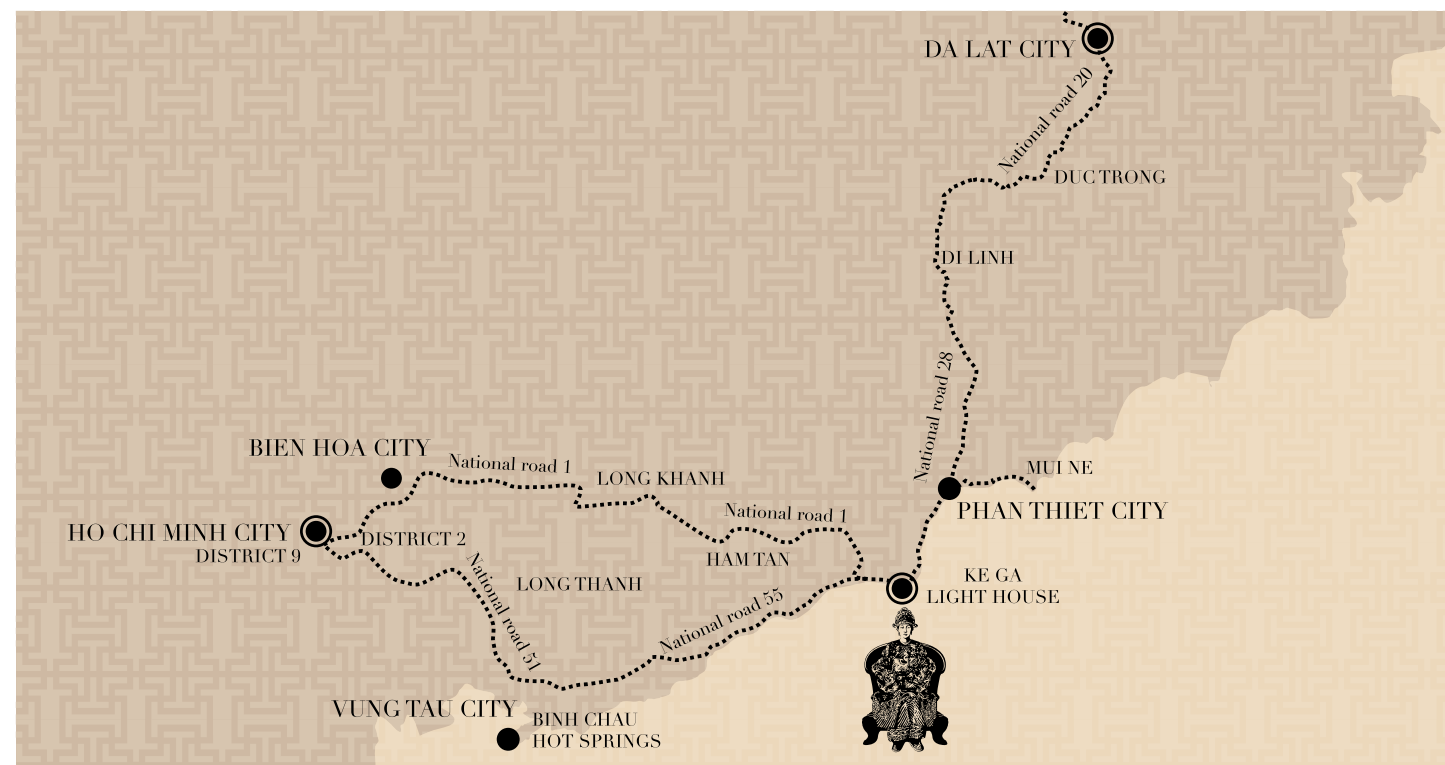 DA LAT CITY
National road 20
DUC TRONG
DI LINH
National road 28
BIEN HOA CITY
National road 1
LONG KHANH
MUI NE
PHAN THIET CITY
National road 1
HO CHI MINH CITY
DISTRICT 9
DISTRICT 2
HAM TAN
LONG THANH
KE GA
LIGHT HOUSE
National road 51
National road 55
VUNG TAU CITY
BINH CHAU
HOT SPRINGS